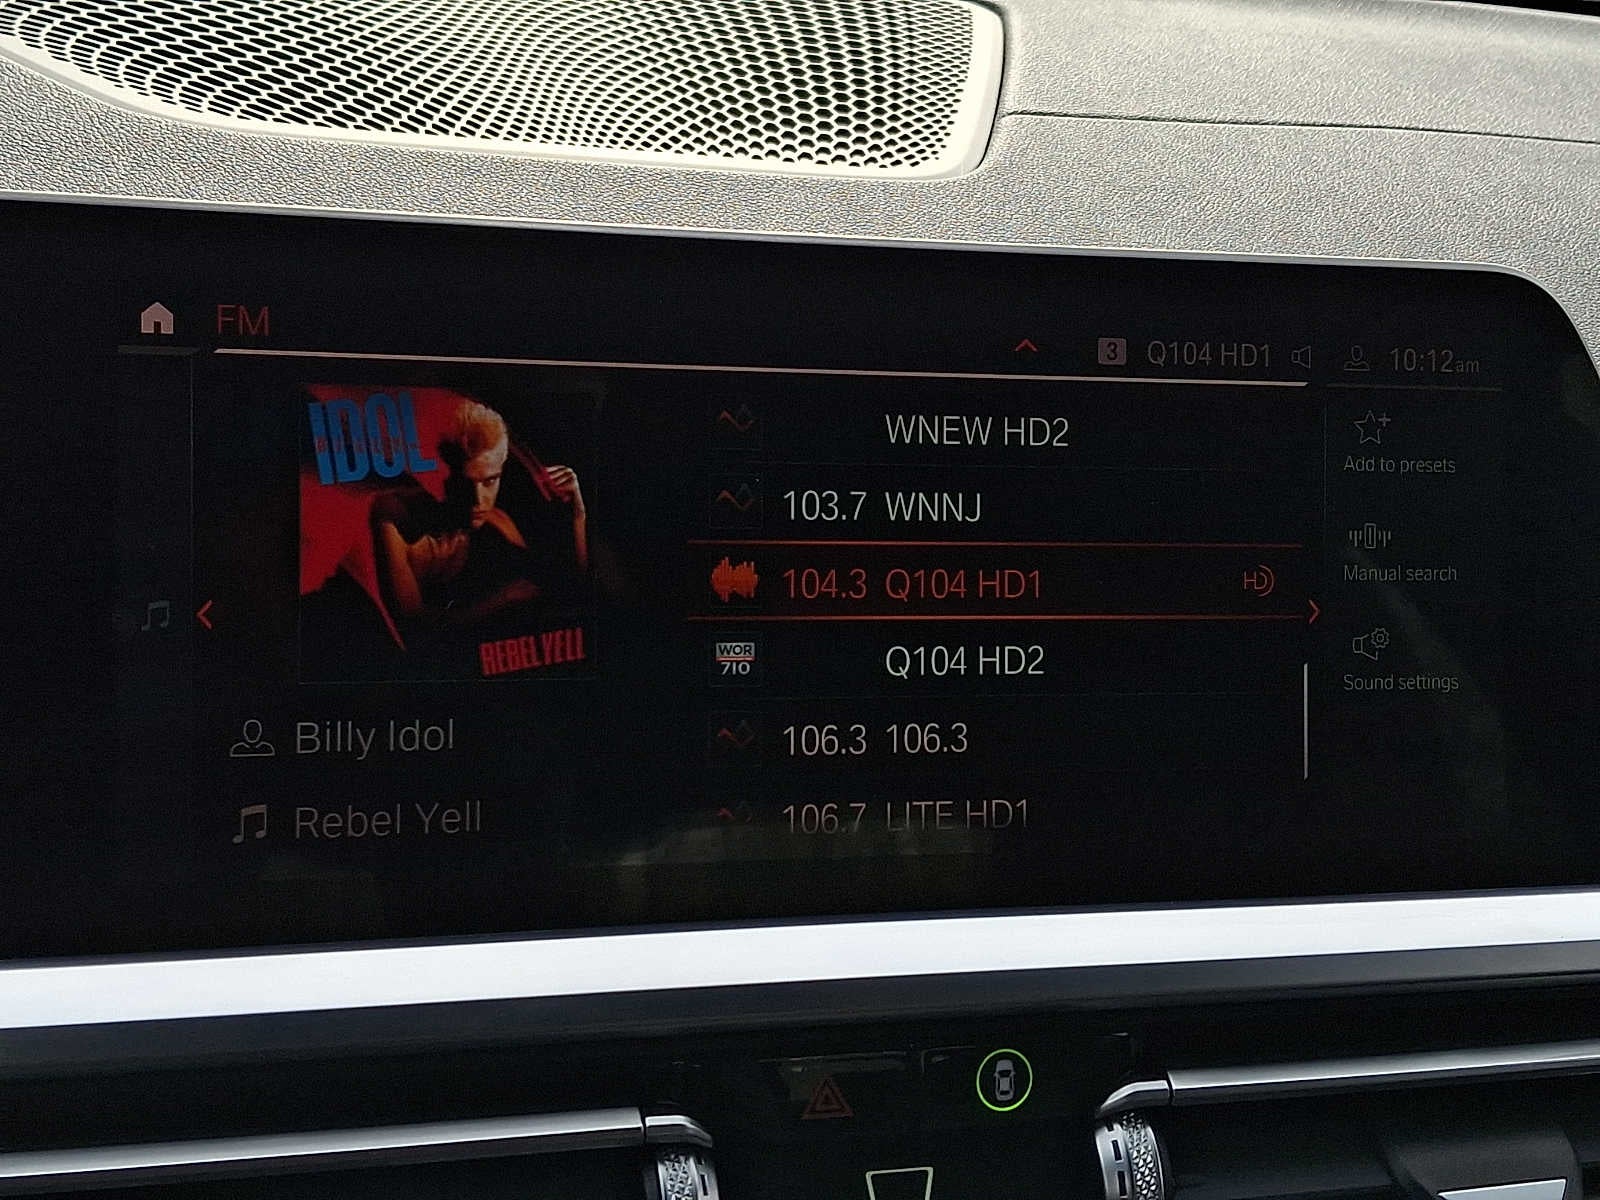 FM
3 Q104 HD1 10:12am
IDOL
REBEL YELL
Billy Idol
Rebel Yell
WNEW HD2
103.7 WNNJ
104.3 Q104 HD1 HD
WOR
710
Q104 HD2
106.3 106.3
106.7 LITE HD1
Add to presets
Manual search
Sound settings